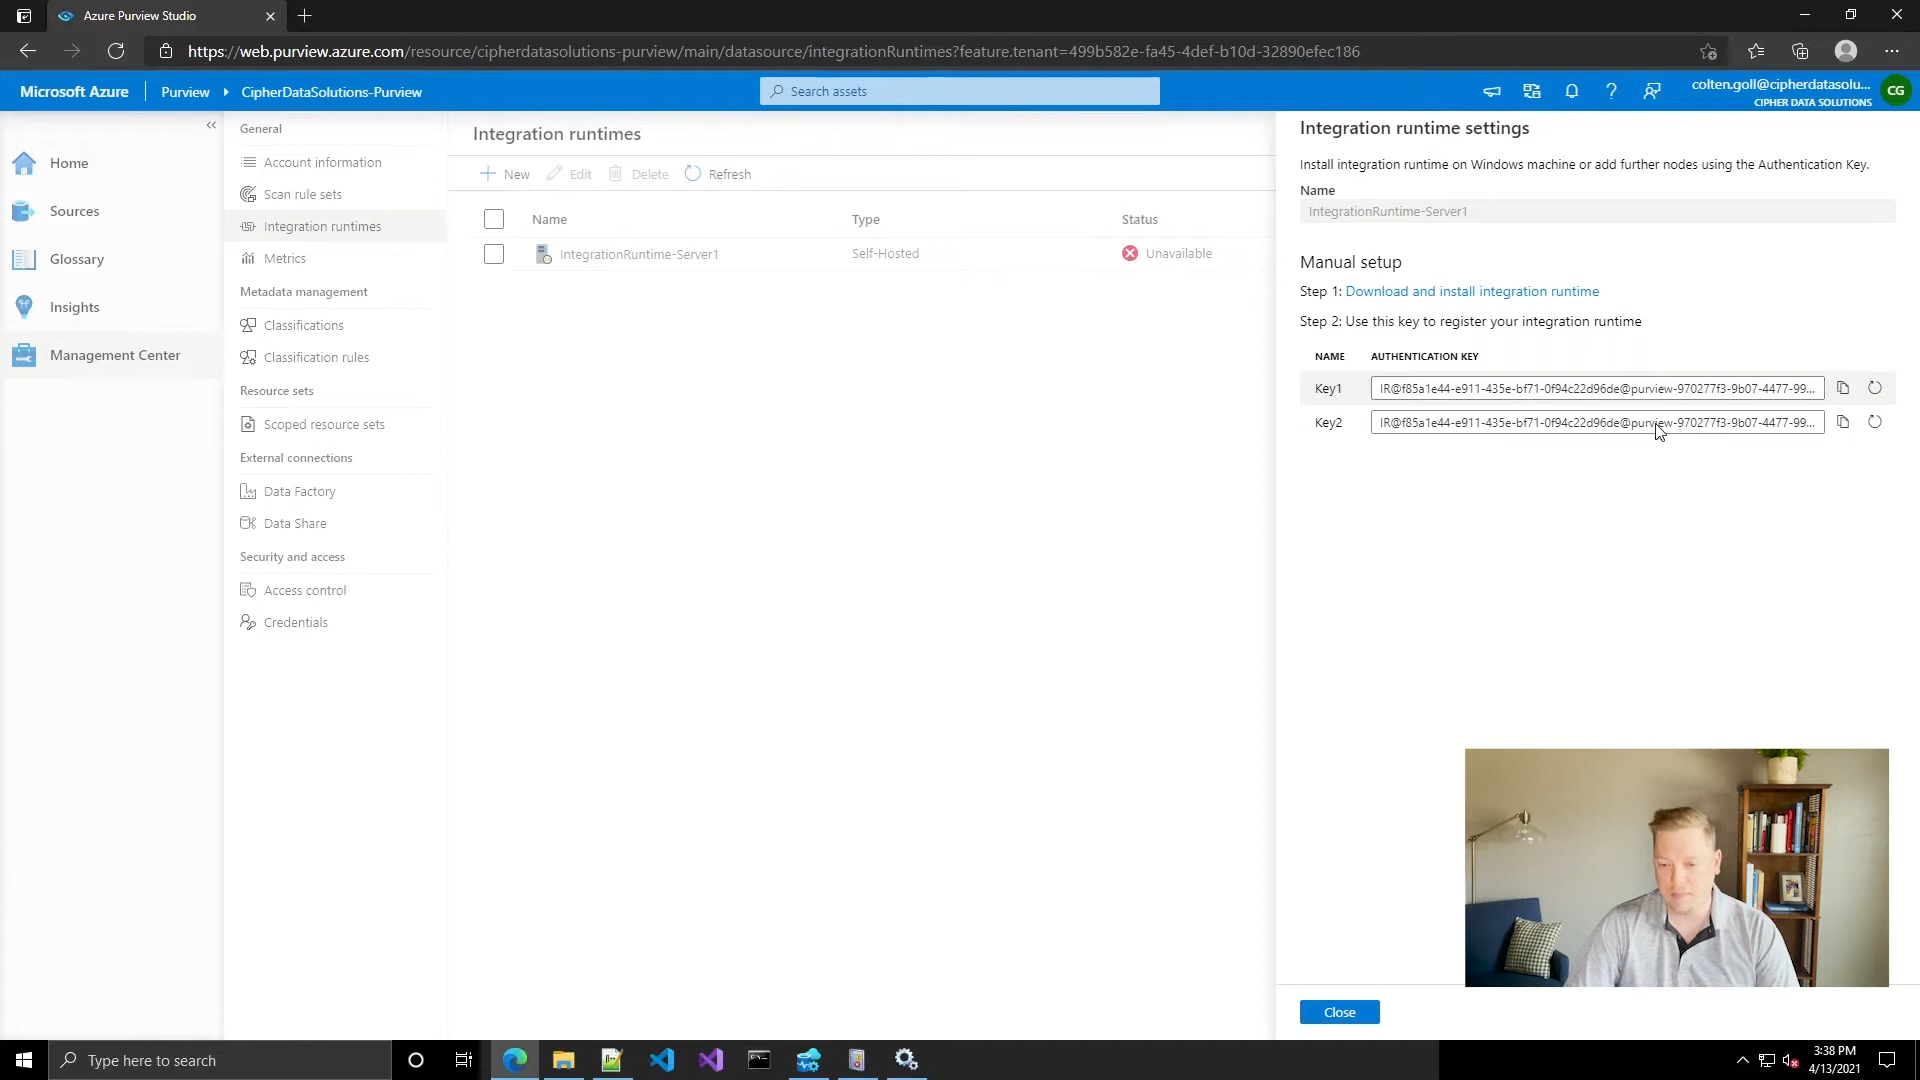 Azure Purview Studio
https://web.purview.azure.com/resource/cipherdatasolutions-purview/main/datasource/integrationRuntimes?feature.tenant=499b582e-fa45-4def-b10d-32890efec186
Microsoft Azure
Purview
CipherDataSolutions-Purview
Search assets
colten.goll@cipherdatasolu...
CIPHER DATA SOLUTIONS
CG
Home
Sources
Glossary
Insights
Management Center
General
Account information
Scan rule sets
Integration runtimes
Metrics
Metadata management
Classifications
Classification rules
Resource sets
Scoped resource sets
External connections
Data Factory
Data Share
Security and access
Access control
Credentials
Integration runtimes
New
Edit
Delete
Refresh
Name Type Status
IntegrationRuntime-Server1 Self-Hosted Unavailable
Integration runtime settings
Install integration runtime on Windows machine or add further nodes using the Authentication Key.
Name
IntegrationRuntime-Server1
Manual setup
Step 1: Download and install integration runtime
Step 2: Use this key to register your integration runtime
NAME AUTHENTICATION KEY
Key1 IR@f85a1e44-e911-435e-bf71-0f94c22d96de@purview-970277f3-9b07-4477-99...
Key2 IR@f85a1e44-e911-435e-bf71-0f94c22d96de@purview-970277f3-9b07-4477-99...
Close
Type here to search
3:38 PM
4/13/2021